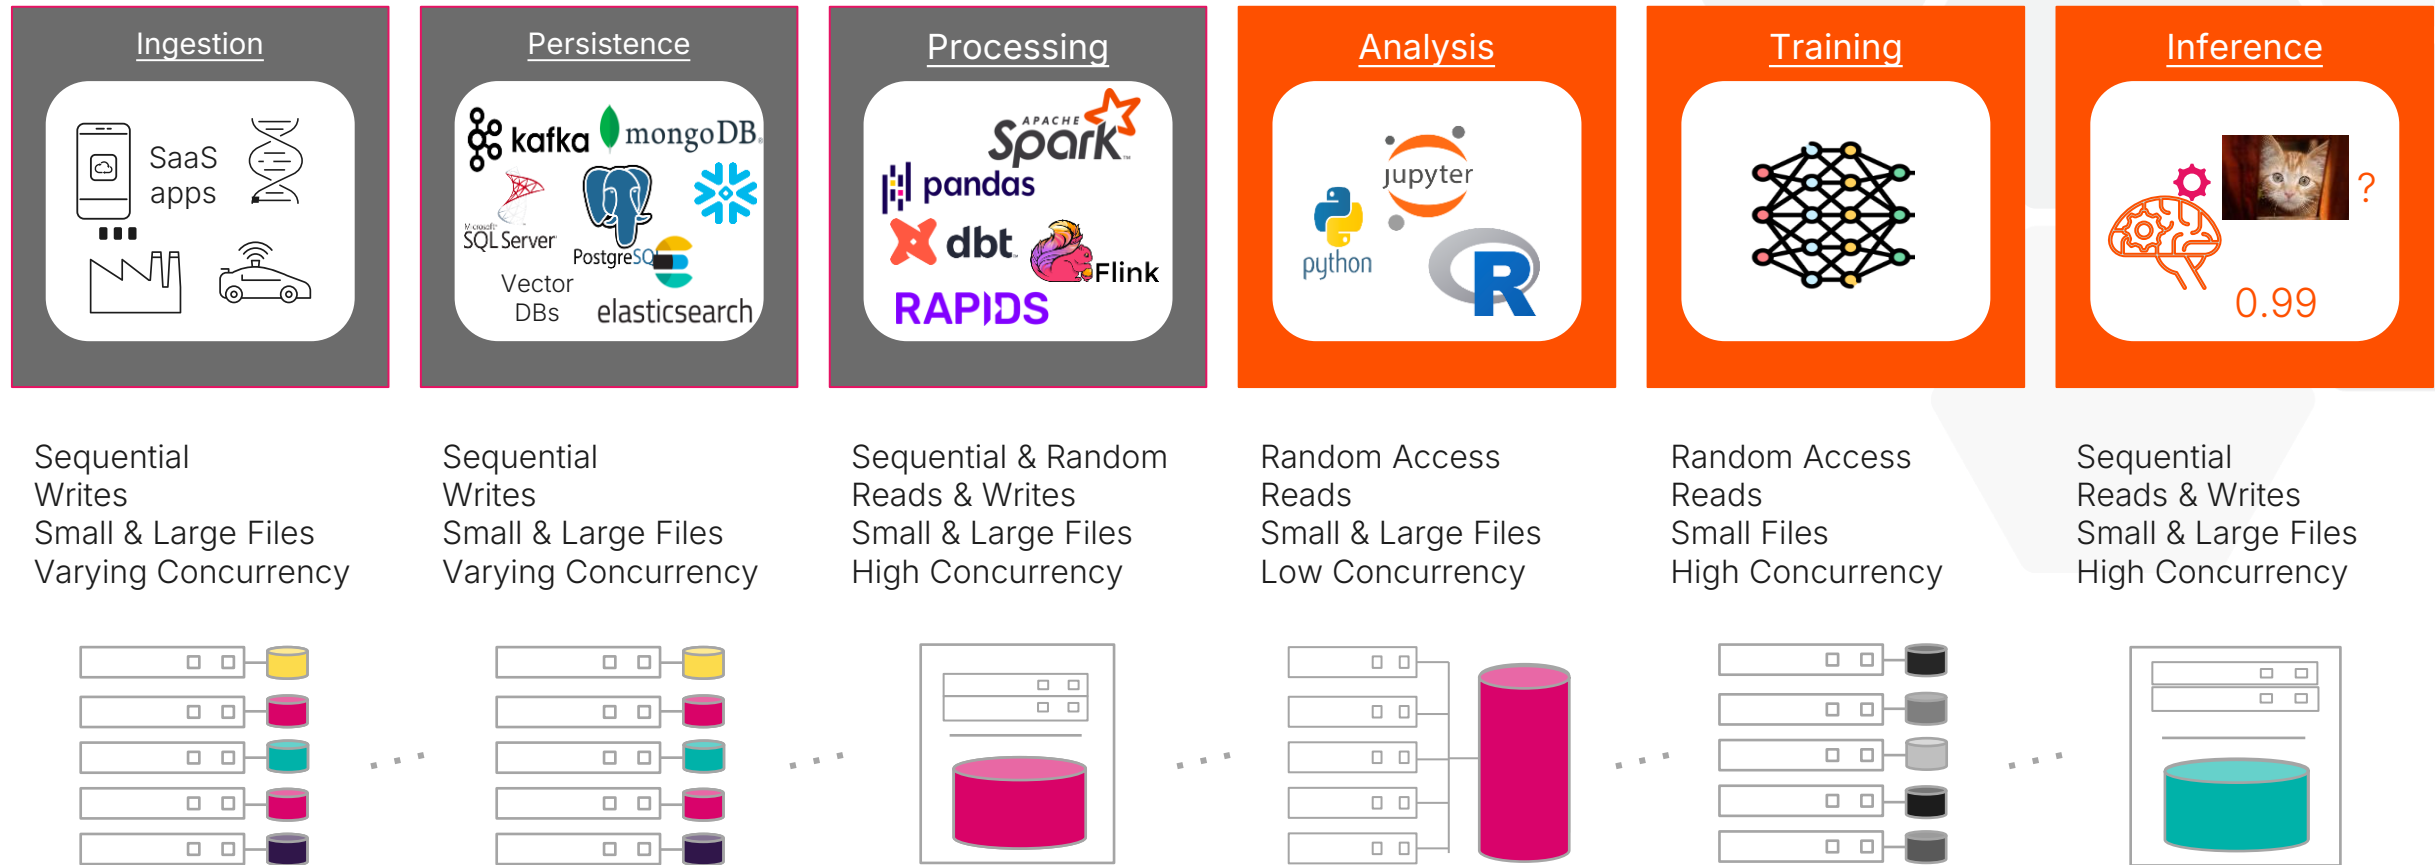 Ingestion
SaaS
apps
Persistence
kafka
mongoDB
Microsoft
SQL Server
PostgreSQ
Vector
DBs
elasticsearch
Processing
APACHE
Spark
pandas
dbt
Flink
RAPIDS
Analysis
jupyter
python
R
Training
Inference
?
0.99
Sequential
Writes
Small & Large Files
Varying Concurrency
Sequential
Writes
Small & Large Files
Varying Concurrency
Sequential & Random
Reads & Writes
Small & Large Files
High Concurrency
Random Access
Reads
Small & Large Files
Low Concurrency
Random Access
Reads
Small Files
High Concurrency
Sequential
Reads & Writes
Small & Large Files
High Concurrency